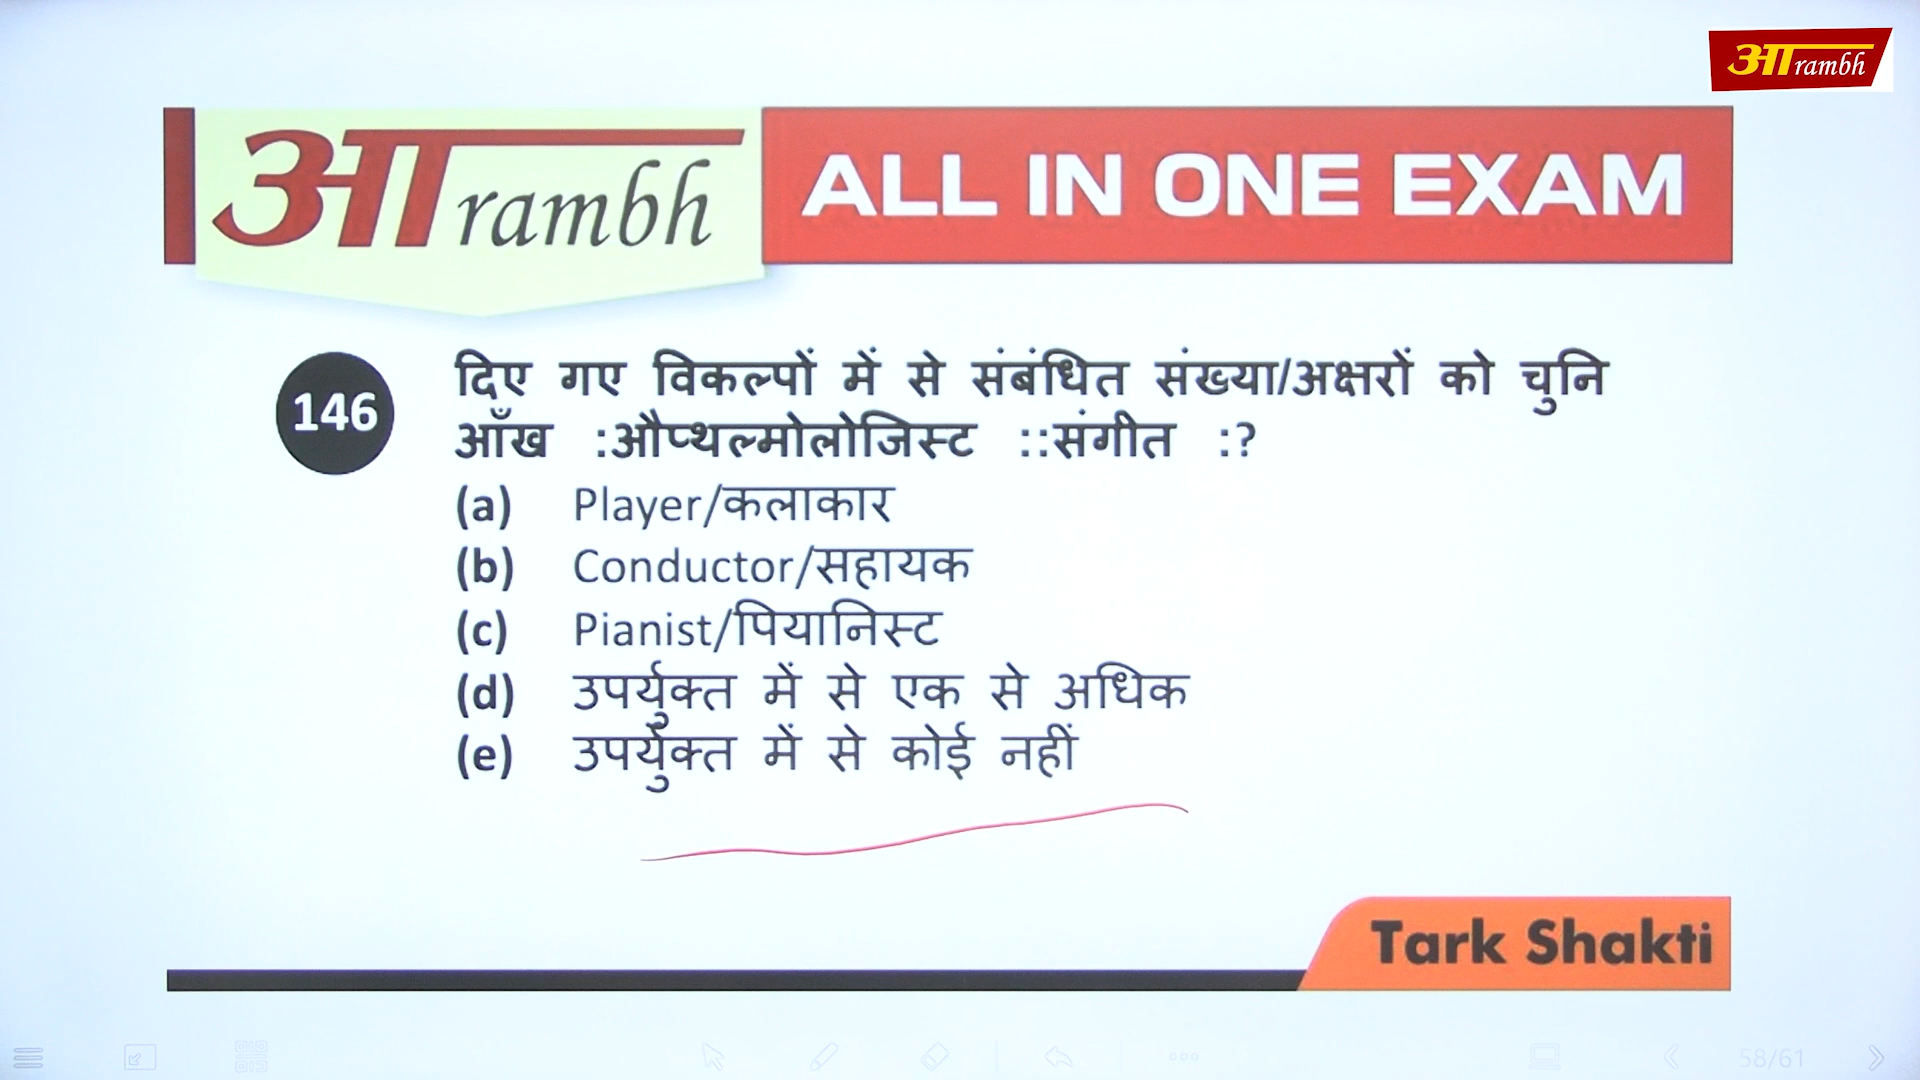 आrambh
आrambh ALL IN ONE EXAM
146 दिए गए विकल्पों में से संबंधित संख्या/अक्षरों को चुनि
आँख :औप्थल्मोलोजिस्ट ::संगीत :?
(a) Player/कलाकार
(b) Conductor/सहायक
(c) Pianist/पियानिस्ट
(d) उपर्युक्त में से एक से अधिक
(e) उपर्युक्त में से कोई नहीं
Tark Shakti
58/61